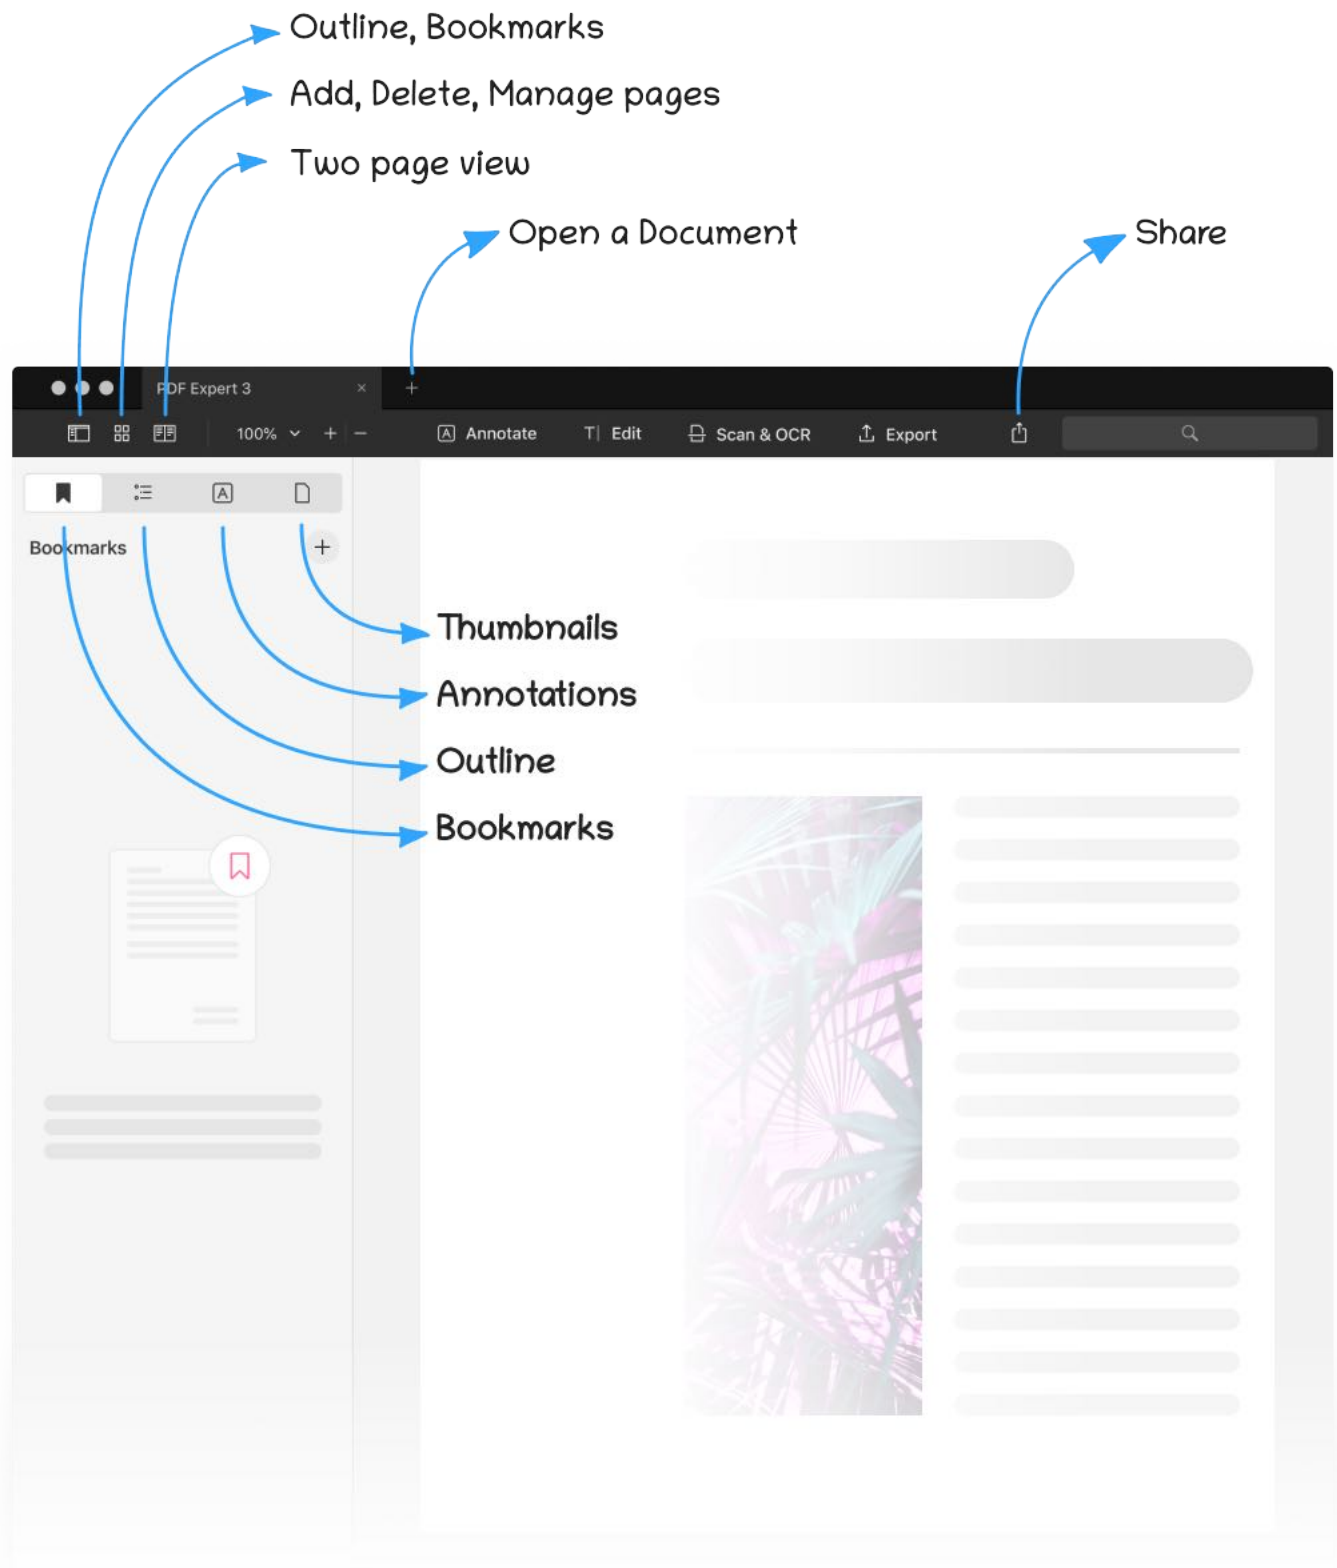 Outline, Bookmarks
Add, Delete, Manage pages
Two page view
Open a Document
Share
PDF Expert 3
100%
Annotate
Edit
Scan & OCR
Export
Bookmarks
Thumbnails
Annotations
Outline
Bookmarks